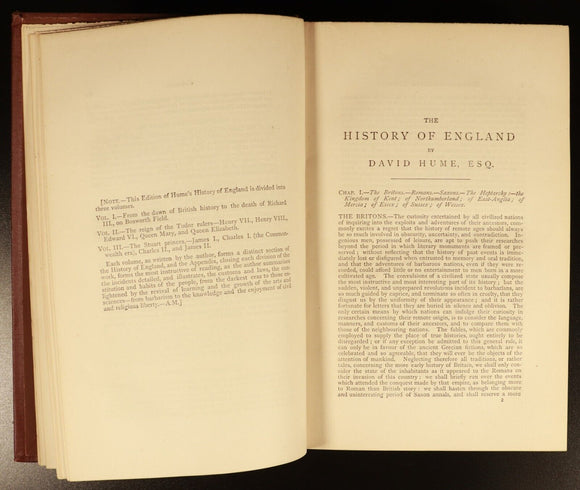 [NOTE.—This Edition of Hume's History of England is divided into
three volumes.
VOL. I.—From the dawn of British history to the death of Richard
III., on Bosworth Field.
VOL. II.—The reign of the Tudor rulers—Henry VII., Henry VIII.,
Edward VI., Queen Mary, and Queen Elizabeth.
VOL. III.—The Stuart princes,—James I., Charles I. (the Common-
wealth era), Charles II., and James II.
Each volume, as written by the author, forms a distinct section of
the History of England, and the Appendix, closing each division of the
work, forms the most instructive of reading, as the author summarises
the incidents detailed, and illustrates, the customs and laws, the con-
stitution and habits of the people, from the darkest eras to those en-
lightened by the revival of learning and the growth of the arts and
sciences—from barbarism to the knowledge and the enjoyment of civil
and religious liberty.—A.M.]
THE
HISTORY OF ENGLAND
BY
DAVID HUME, ESQ.
CHAP. I.—The Britons.—Romans.—Saxons.—The Heptarchy:—the
Kingdom of Kent; of Northumberland; of East-Anglia; of
Mercia; of Essex; of Sussex; of Wessex.
THE BRITONS.—The curiosity entertained by all civilized nations
of inquiring into the exploits and adventures of their ancestors, com-
monly excites a regret that the history of remote ages should always
be so much involved in obscurity, uncertainty, and contradiction. In-
genious men, possessed of leisure, are apt to push their researches
beyond the period in which literary monuments are framed or pre-
served; without reflecting, that the history of past events is imme-
diately lost or disfigured when entrusted to memory and oral tradition,
and that the adventures of barbarous nations, even if they were re-
corded, could afford little or no entertainment to men born in a more
cultivated age. The convulsions of a civilized state usually compose
the most instructive and most interesting part of its history; but the
sudden, violent, and unprepared revolutions incident to barbarians, are
so much guided by caprice, and terminate so often in cruelty, that they
disgust us by the uniformity of their appearance; and it is rather
fortunate for letters that they are buried in silence and oblivion. The
only certain means by which nations can indulge their curiosity in
researches concerning their remote origin, is to consider the language,
manners, and customs of their ancestors, and to compare them with
those of the neighbouring nations. The fables, which are commonly
employed to supply the place of true histories, ought entirely to be
disregarded; or if any exception be admitted to this general rule, it
can only be in favour of the ancient Grecian fictions, which are so
celebrated and so agreeable, that they will ever be the objects of the
attention of mankind. Neglecting therefore all traditions, or rather
tales, concerning the more early history of Britain, we shall only con-
sider the state of the inhabitants as it appeared to the Romans on
their invasion of this country; we shall briefly run over the events
which attended the conquest made by that empire, as belonging more
to Roman than British story: we shall hasten through the obscure
and uninteresting period of Saxon annals, and shall reserve a more